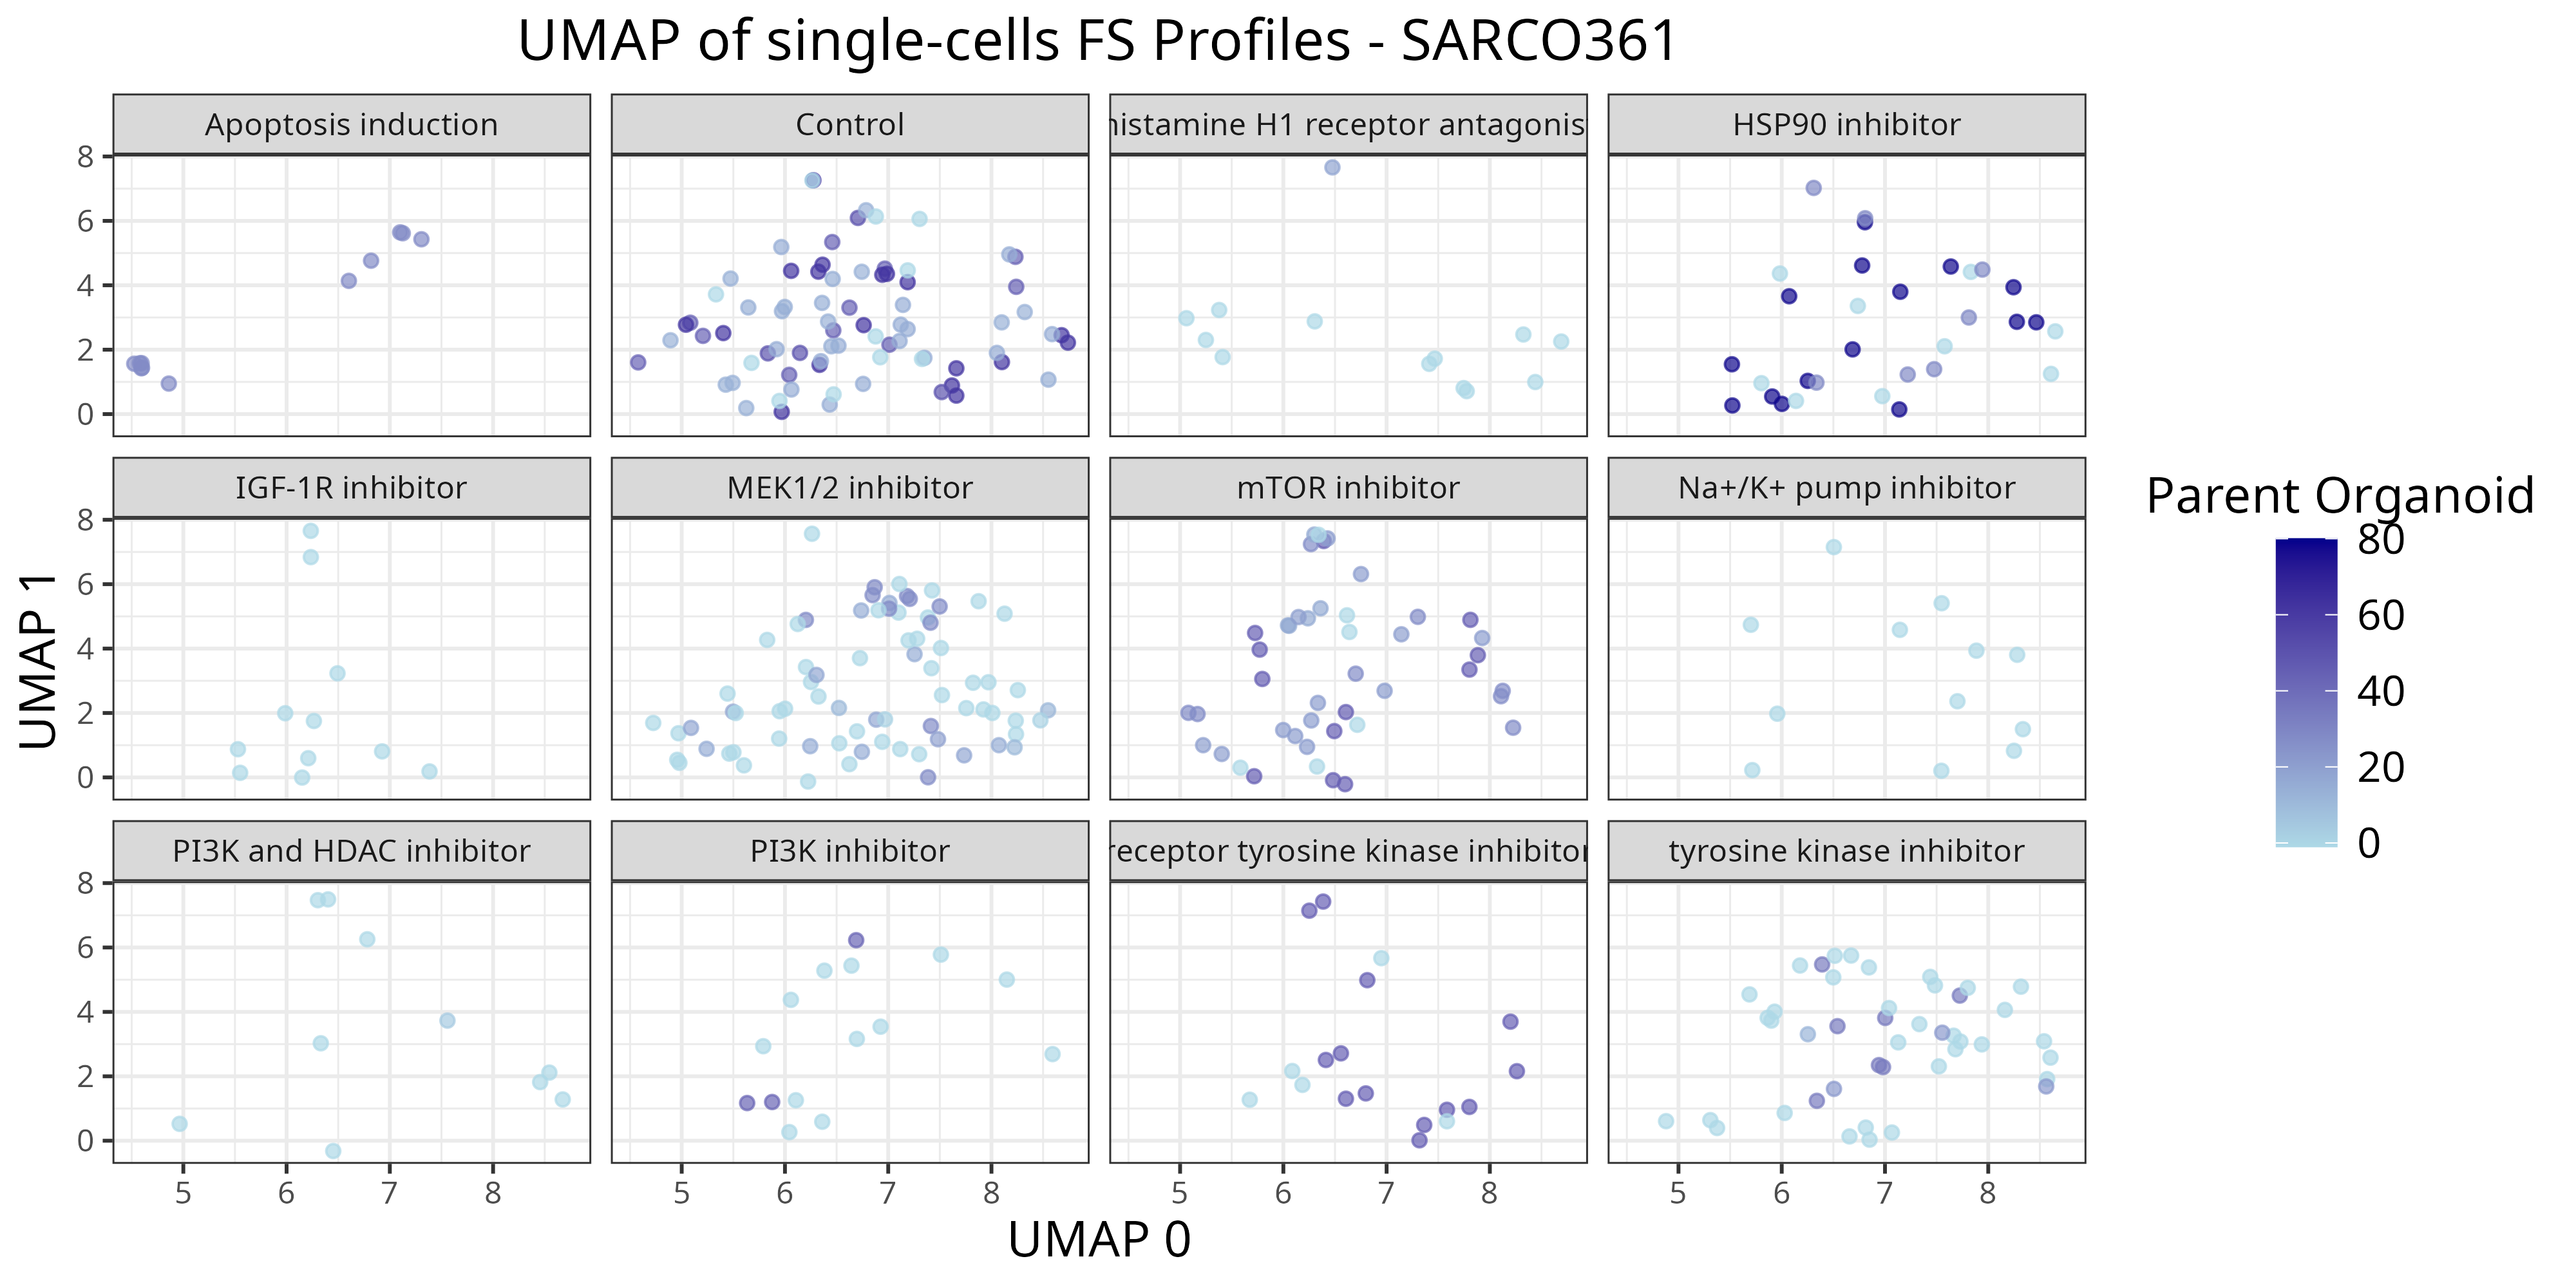 UMAP of single-cells FS Profiles - SARCO361
Apoptosis induction
Control
histamine H1 receptor antagonist
HSP90 inhibitor
8
6
4
2
0
IGF-1R inhibitor
MEK1/2 inhibitor
mTOR inhibitor
Na+/K+ pump inhibitor
8
6
4
2
0
PI3K and HDAC inhibitor
PI3K inhibitor
receptor tyrosine kinase inhibitor
tyrosine kinase inhibitor
8
6
4
2
0
5 6 7 8
5 6 7 8
5 6 7 8
5 6 7 8
UMAP 0
UMAP 1
Parent Organoid
80
60
40
20
0